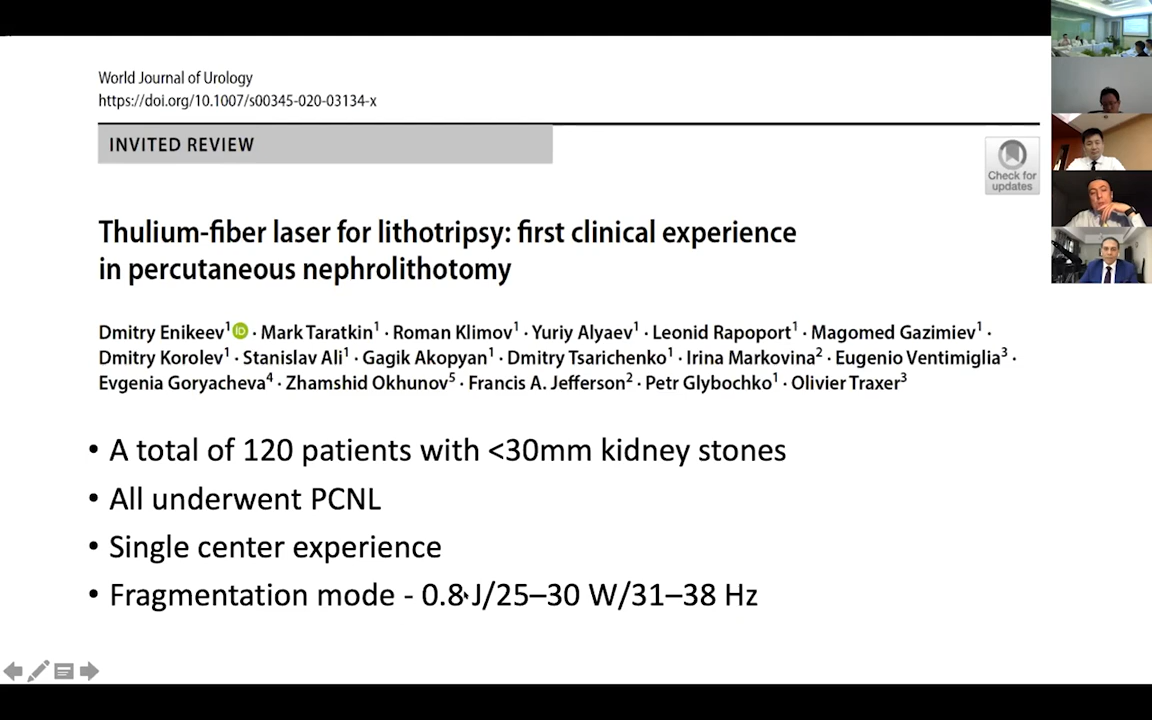 World Journal of Urology
https://doi.org/10.1007/s00345-020-03134-x
INVITED REVIEW
Check for
updates
Thulium-fiber laser for lithotripsy: first clinical experience
in percutaneous nephrolithotomy
Dmitry Enikeev¹ iD · Mark Taratkin¹ · Roman Klimov¹ · Yuriy Alyaev¹ · Leonid Rapoport¹ · Magomed Gazimiev¹ ·
Dmitry Korolev¹ · Stanislav Ali¹ · Gagik Akopyan¹ · Dmitry Tsarichenko¹ · Irina Markovina² · Eugenio Ventimiglia³ ·
Evgenia Goryacheva⁴ · Zhamshid Okhunov⁵ · Francis A. Jefferson² · Petr Glybochko¹ · Olivier Traxer³
• A total of 120 patients with <30mm kidney stones
• All underwent PCNL
• Single center experience
• Fragmentation mode - 0.8 J/25–30 W/31–38 Hz